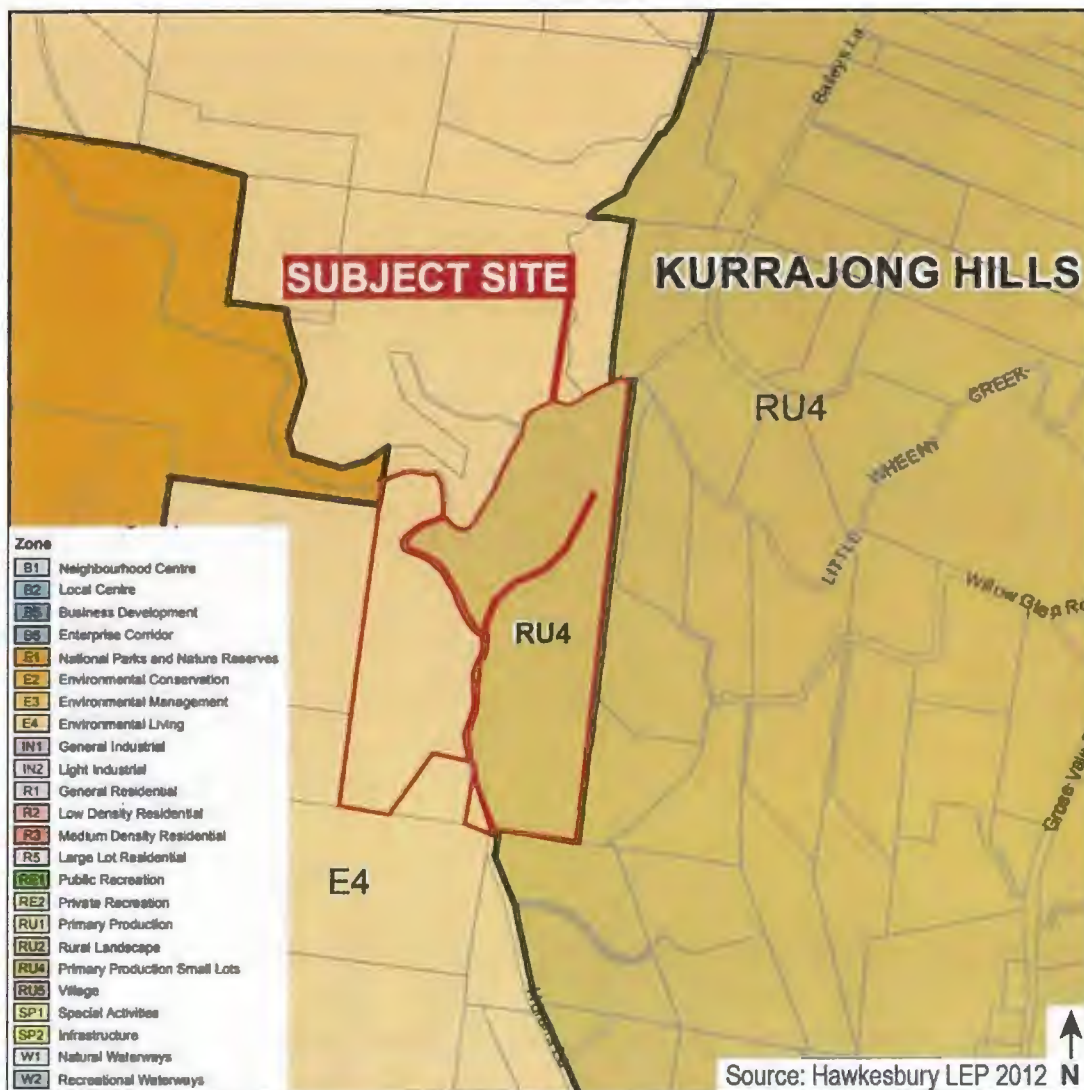 Baileys La
SUBJECT SITE
KURRAJONG HILLS
RU4
LITTLE WHEENY CREEK
Willow Glen Ro
RU4
E4
Zone
B1 Neighbourhood Centre
B2 Local Centre
B5 Business Development
B6 Enterprise Corridor
E1 National Parks and Nature Reserves
E2 Environmental Conservation
E3 Environmental Management
E4 Environmental Living
IN1 General Industrial
IN2 Light Industrial
R1 General Residential
R2 Low Density Residential
R3 Medium Density Residential
R5 Large Lot Residential
RE1 Public Recreation
RE2 Private Recreation
RU1 Primary Production
RU2 Rural Landscape
RU4 Primary Production Small Lots
RU5 Village
SP1 Special Activities
SP2 Infrastructure
W1 Natural Waterways
W2 Recreational Waterways
Grose Vale
Source: Hawkesbury LEP 2012
N